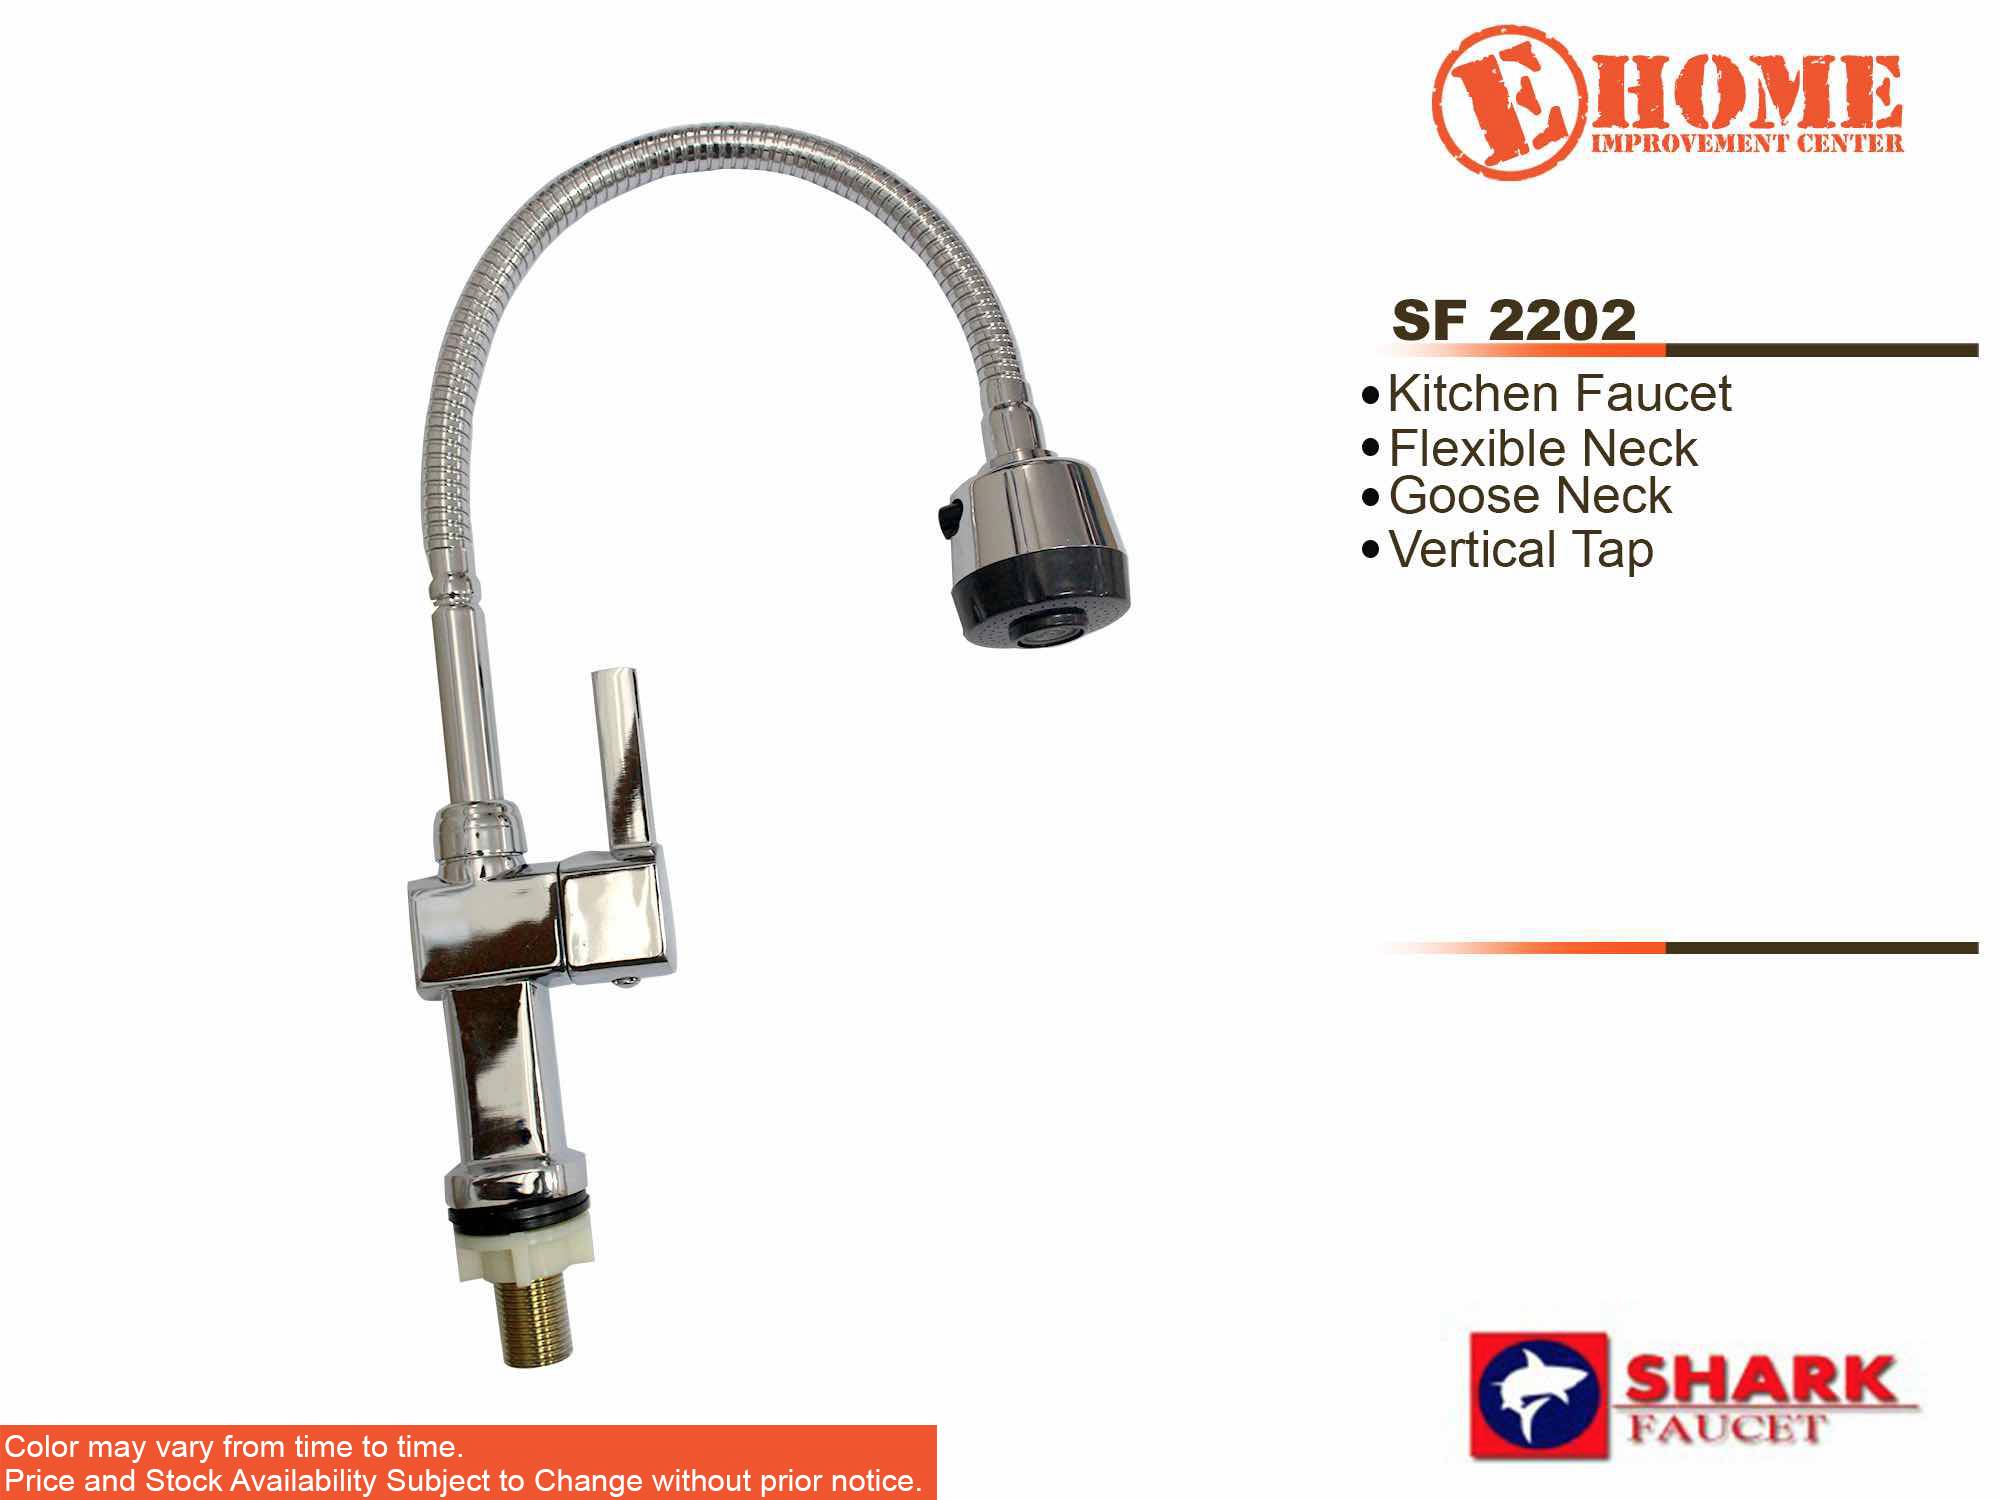 E HOME
IMPROVEMENT CENTER
SF 2202
•Kitchen Faucet
•Flexible Neck
•Goose Neck
•Vertical Tap
SHARK
FAUCET
Color may vary from time to time.
Price and Stock Availability Subject to Change without prior notice.